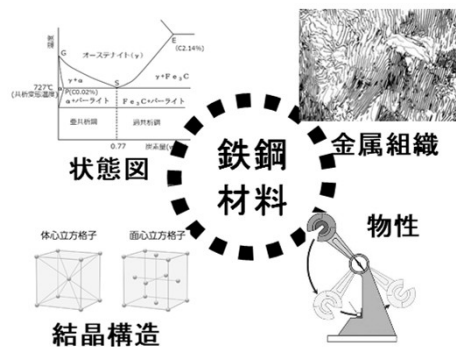 温度
G
E
(C2.14%)
オーステナイト(γ)
γ+α
γ+Fe₃C
S
727℃
(共析変態温度)
P(C0.02%)
α+パーライト
Fe₃C+パーライト
亜共析鋼
過共析鋼
0.77
炭素量(
状態図
金属組織
鉄鋼
材料
物性
体心立方格子
面心立方格子
結晶構造